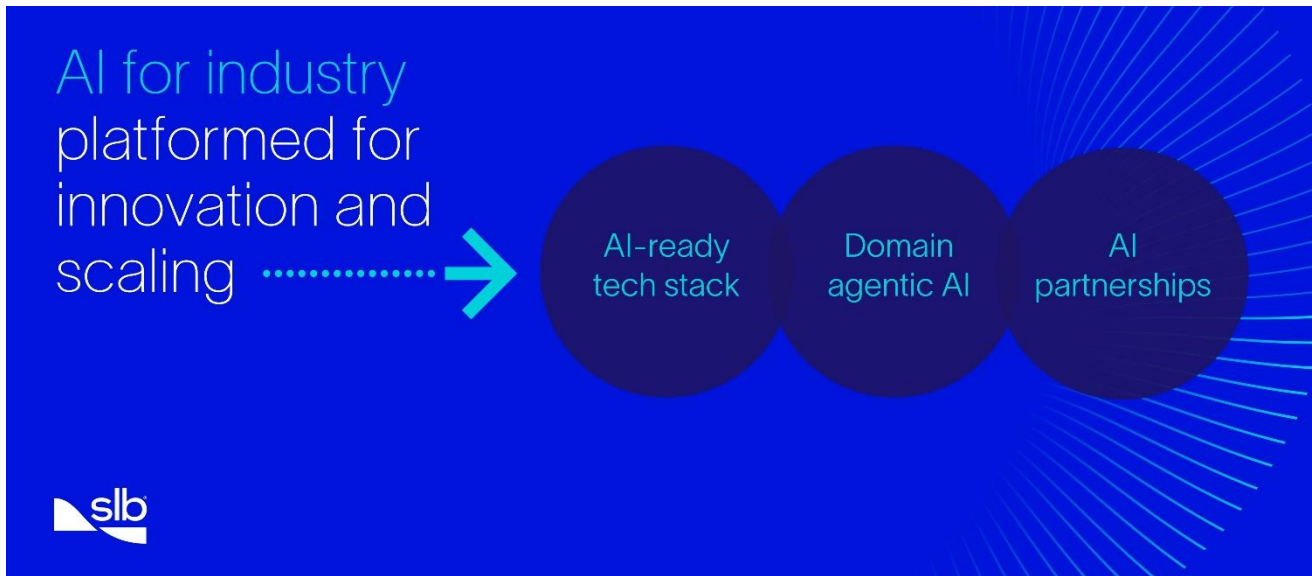 AI for industry
platformed for
innovation and
scaling
AI-ready
tech stack
Domain
agentic AI
AI
partnerships
slb